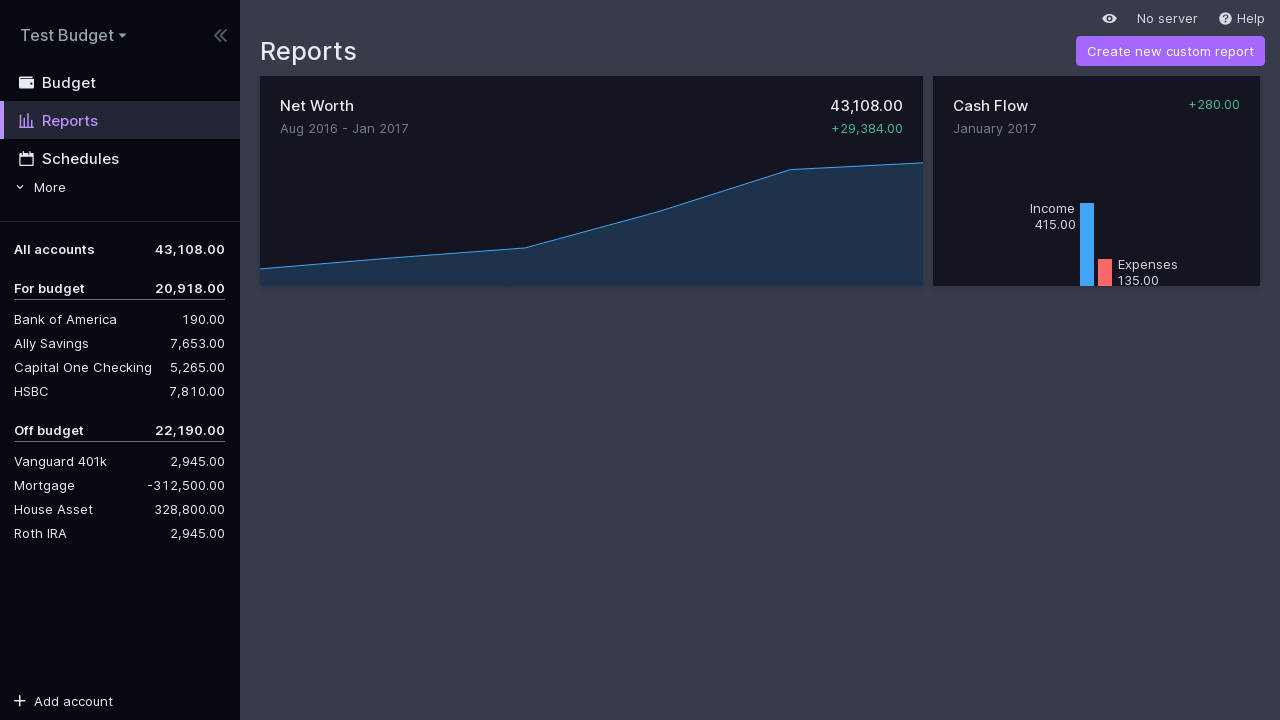 Test Budget
Budget
Reports
Schedules
More
All accounts 43,108.00
For budget 20,918.00
Bank of America 190.00
Ally Savings 7,653.00
Capital One Checking 5,265.00
HSBC 7,810.00
Off budget 22,190.00
Vanguard 401k 2,945.00
Mortgage -312,500.00
House Asset 328,800.00
Roth IRA 2,945.00
Add account
No server Help
Reports
Create new custom report
Net Worth 43,108.00
Aug 2016 - Jan 2017 +29,384.00
Cash Flow +280.00
January 2017
Income
415.00
Expenses
135.00